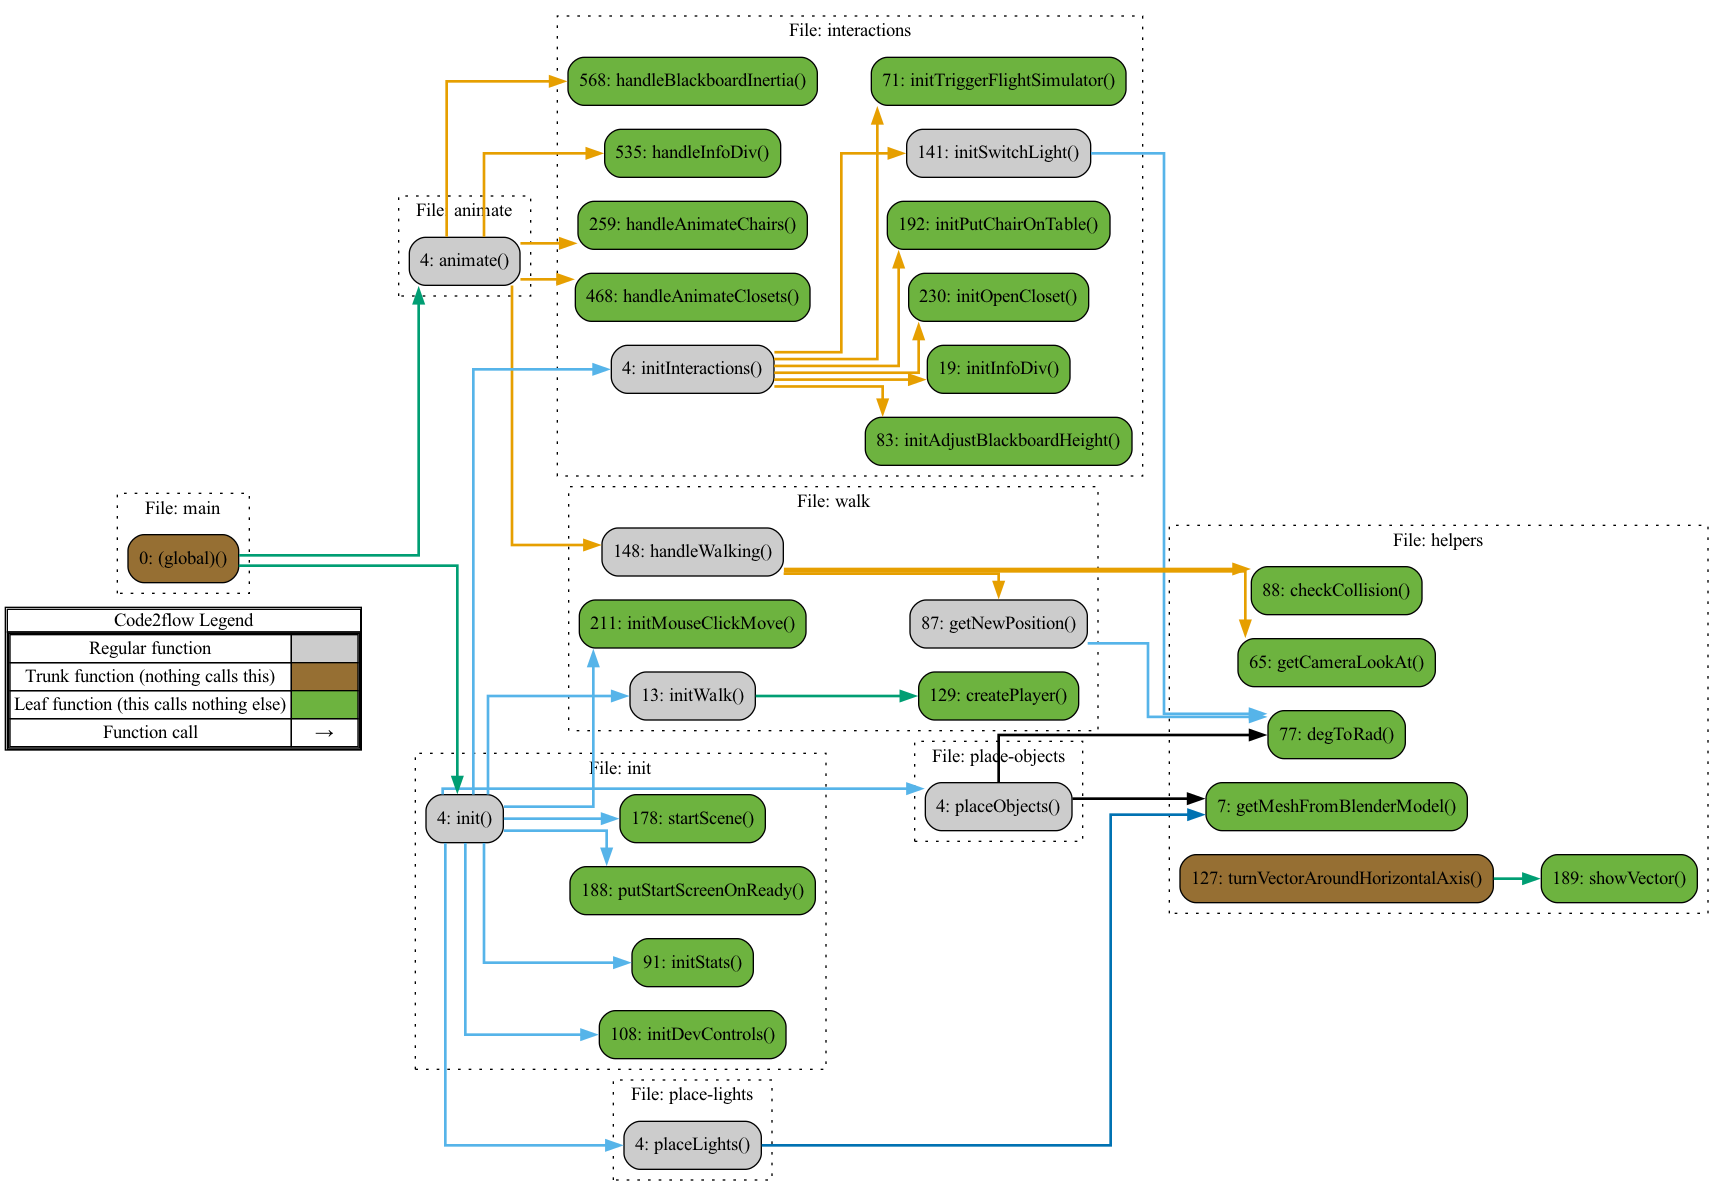 File: interactions
568: handleBlackboardInertia()
71: initTriggerFlightSimulator()
535: handleInfoDiv()
141: initSwitchLight()
File: animate
259: handleAnimateChairs()
192: initPutChairOnTable()
4: animate()
468: handleAnimateClosets()
230: initOpenCloset()
4: initInteractions()
19: initInfoDiv()
83: initAdjustBlackboardHeight()
File: main
0: (global)()
File: walk
148: handleWalking()
211: initMouseClickMove()
87: getNewPosition()
13: initWalk()
129: createPlayer()
File: helpers
88: checkCollision()
65: getCameraLookAt()
77: degToRad()
7: getMeshFromBlenderModel()
127: turnVectorAroundHorizontalAxis()
189: showVector()
Code2flow Legend
Regular function
Trunk function (nothing calls this)
Leaf function (this calls nothing else)
Function call →
File: init
4: init()
178: startScene()
188: putStartScreenOnReady()
91: initStats()
108: initDevControls()
File: place-objects
4: placeObjects()
File: place-lights
4: placeLights()